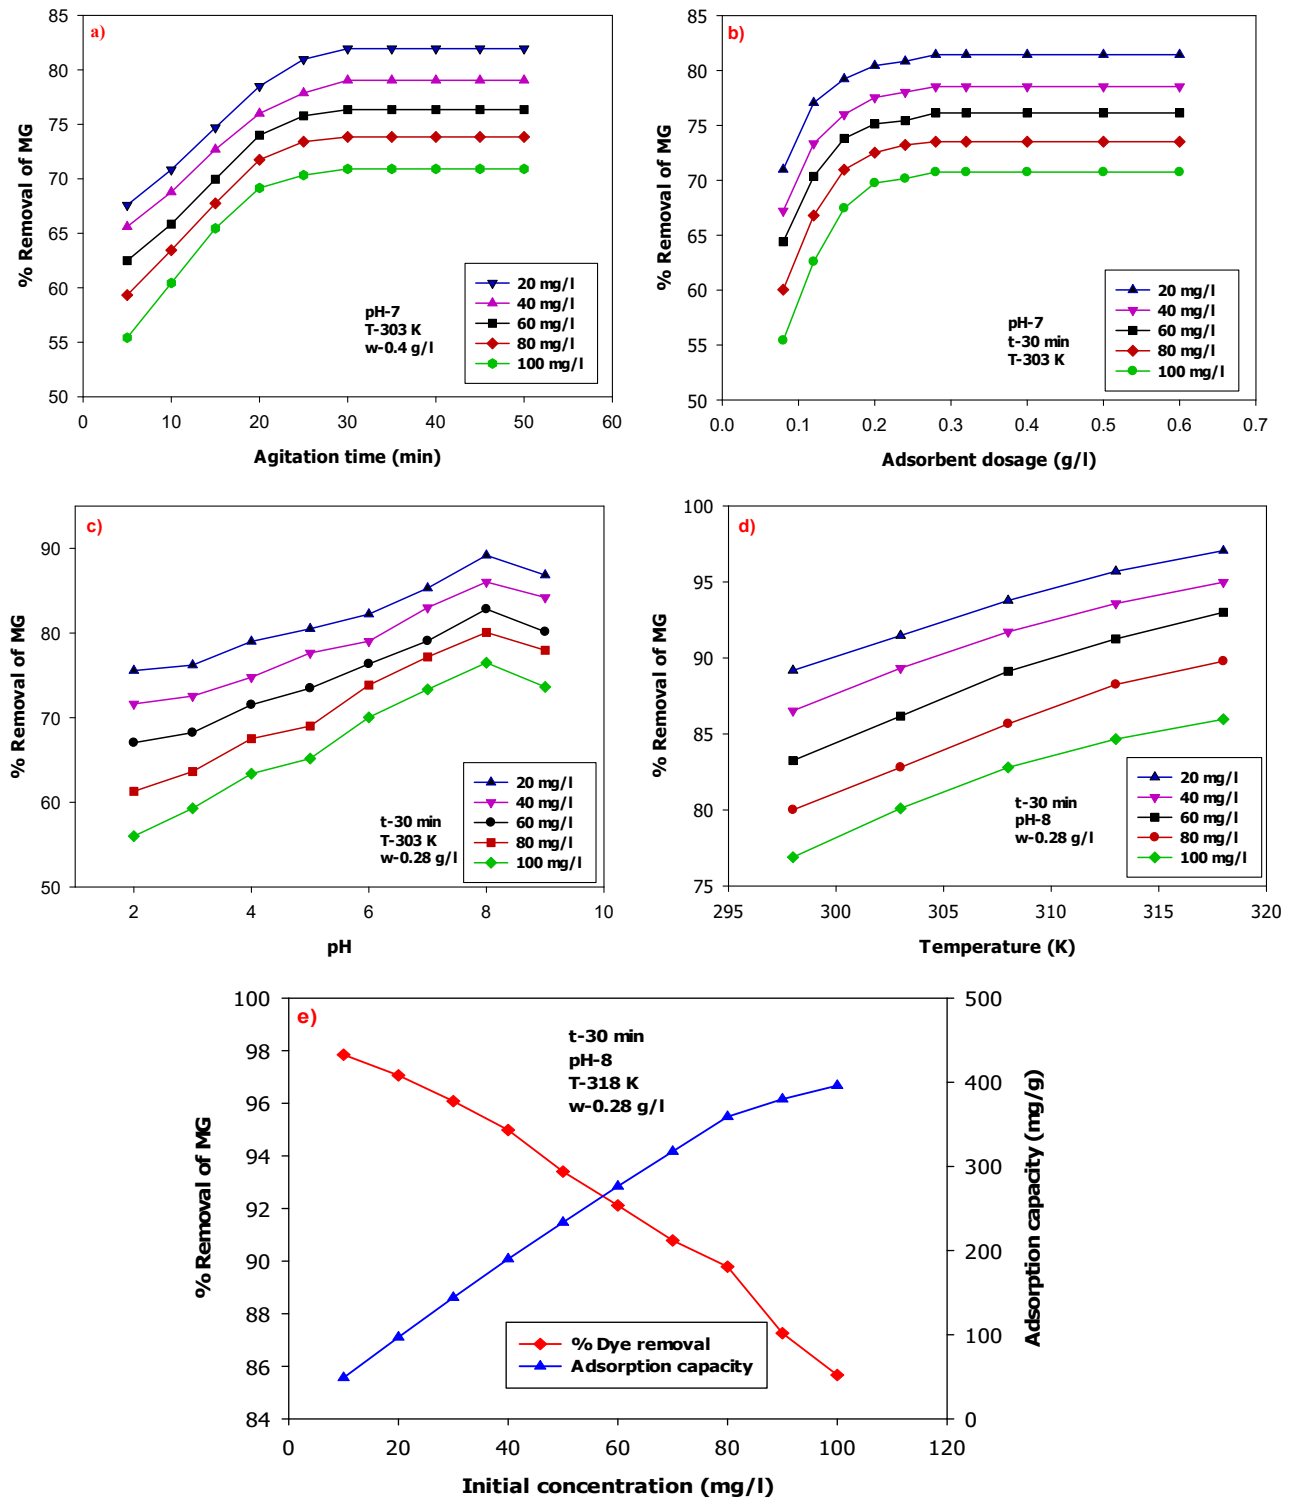 a)
85
80
75
70
65
60
55
50
% Removal of MG
pH-7
T-303 K
w-0.4 g/l
20 mg/l
40 mg/l
60 mg/l
80 mg/l
100 mg/l
0 10 20 30 40 50 60
Agitation time (min)
b)
85
80
75
70
65
60
55
50
% Removal of MG
pH-7
t-30 min
T-303 K
20 mg/l
40 mg/l
60 mg/l
80 mg/l
100 mg/l
0.0 0.1 0.2 0.3 0.4 0.5 0.6 0.7
Adsorbent dosage (g/l)
c)
90
80
70
60
50
% Removal of MG
t-30 min
T-303 K
w-0.28 g/l
20 mg/l
40 mg/l
60 mg/l
80 mg/l
100 mg/l
2 4 6 8 10
pH
d)
100
95
90
85
80
75
% Removal of MG
t-30 min
pH-8
w-0.28 g/l
20 mg/l
40 mg/l
60 mg/l
80 mg/l
100 mg/l
295 300 305 310 315 320
Temperature (K)
e)
100
98
96
94
92
90
88
86
84
% Removal of MG
t-30 min
pH-8
T-318 K
w-0.28 g/l
% Dye removal
Adsorption capacity
500
400
300
200
100
0
Adsorption capacity (mg/g)
0 20 40 60 80 100 120
Initial concentration (mg/l)